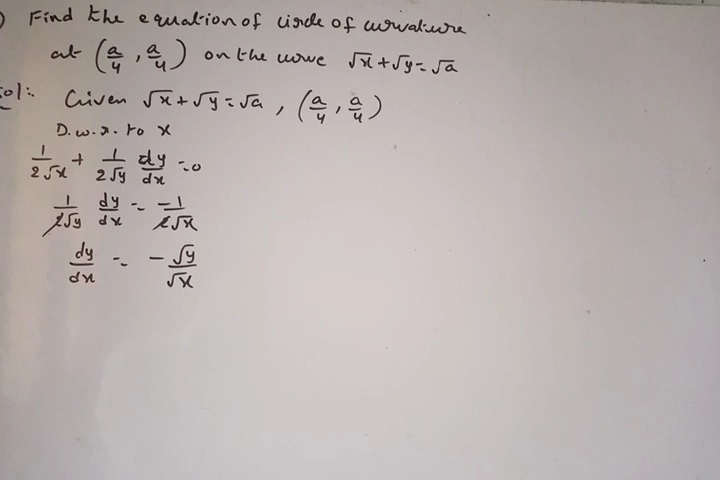 ) Find the equation of circle of curvature
at (a/4, a/4) on the curve √x+√y=√a
Sol:. Given √x+√y=√a, (a/4, a/4)
D.w.r. to x
1/2√x + 1/2√y dy/dx =0
1/2√y dy/dx = -1/2√x
dy/dx = -√y/√x